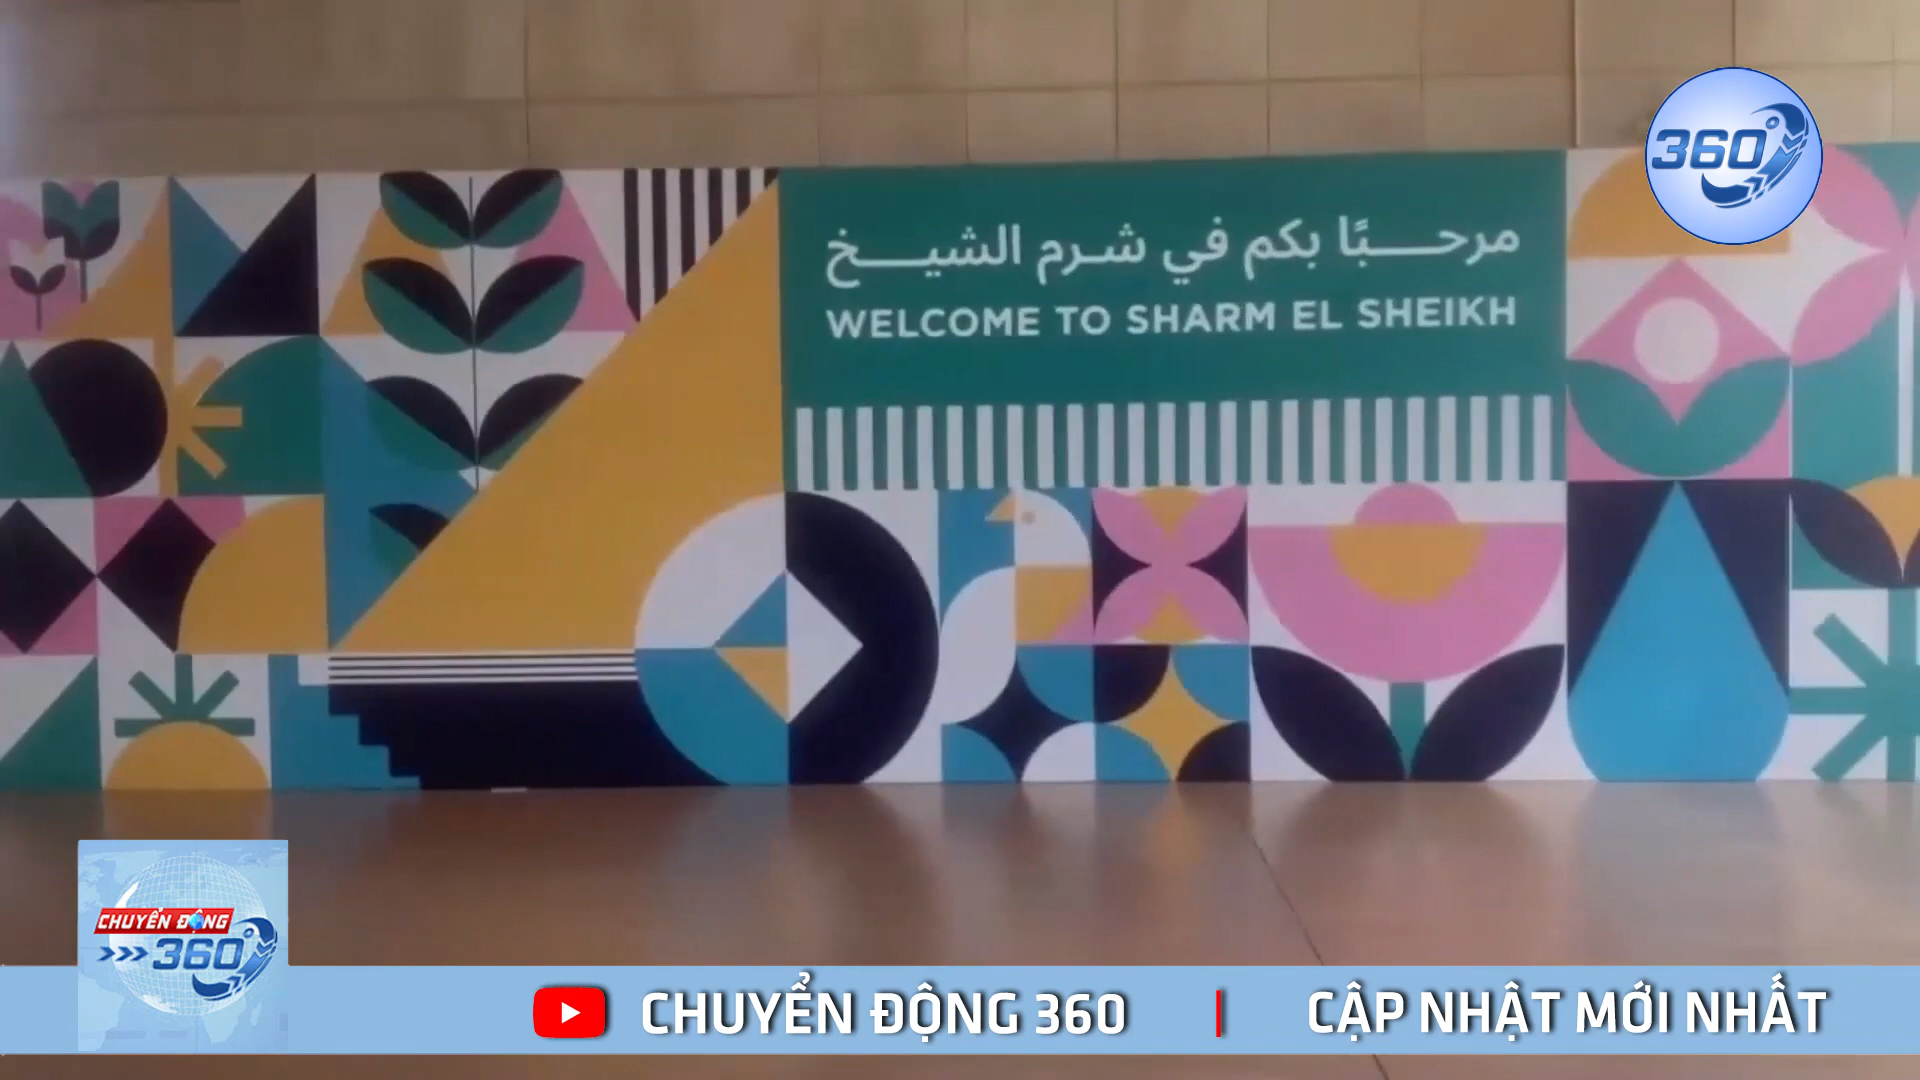 360°
مرحبًا بكم في شرم الشيخ
WELCOME TO SHARM EL SHEIKH
CHUYỂN ĐỘNG
360°
CHUYỂN ĐỘNG 360 | CẬP NHẬT MỚI NHẤT